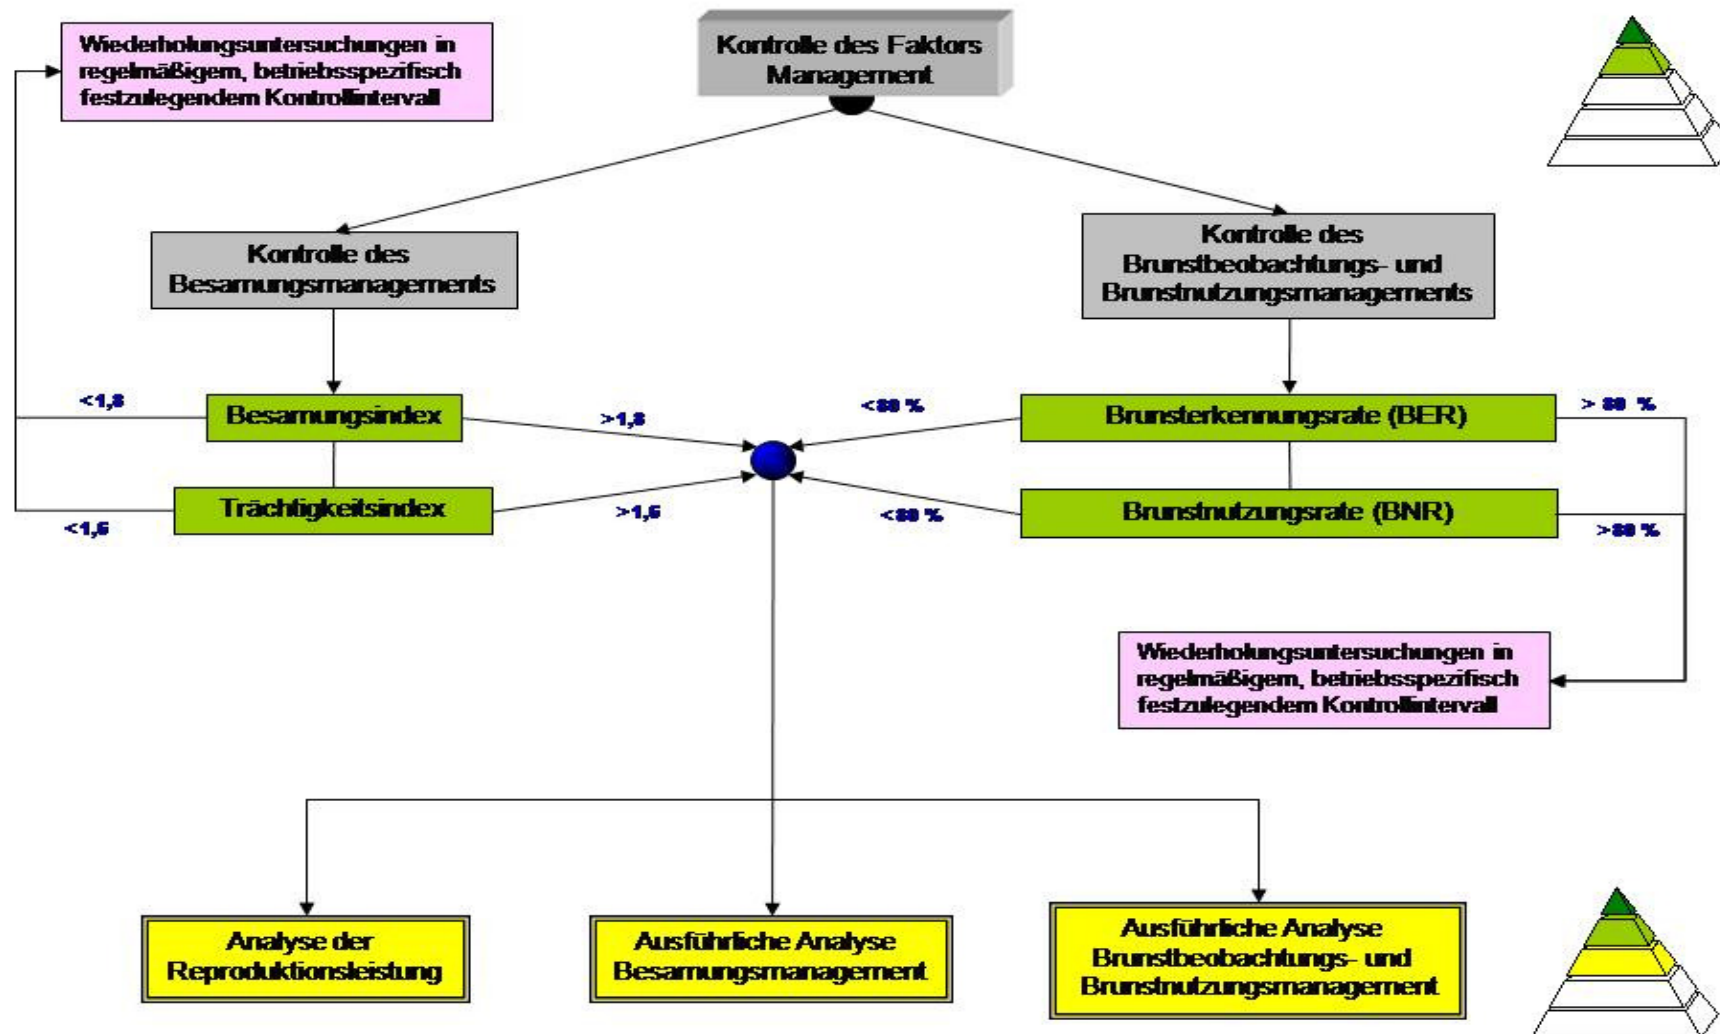 Wiederholungsuntersuchungen in
regelmäßigem, betriebsspezifisch
festzulegendem Kontrollintervall
Kontrolle des Faktors
Management
Kontrolle des
Besamungsmanagements
Kontrolle des
Brunstbeobachtungs- und
Brunstnutzungsmanagements
<1,8
Besamungsindex
>1,8
<80 %
Brunsterkennungsrate (BER)
> 80 %
<1,6
Trächtigkeitsindex
>1,6
<80 %
Brunstnutzungsrate (BNR)
>80 %
Wiederholungsuntersuchungen in
regelmäßigem, betriebsspezifisch
festzulegendem Kontrollintervall
Analyse der
Reproduktionsleistung
Ausführliche Analyse
Besamungsmanagement
Ausführliche Analyse
Brunstbeobachtungs- und
Brunstnutzungsmanagement